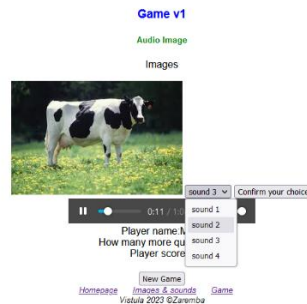 Game v1
Audio Image
Images
sound 3 Confirm your choice
sound 1
0:11 / 1:0
sound 2
Player name:M
sound 3
How many more qu
Player score
sound 4
New Game
Homepage Images & sounds Game
Vistula 2023 ©Zaremba